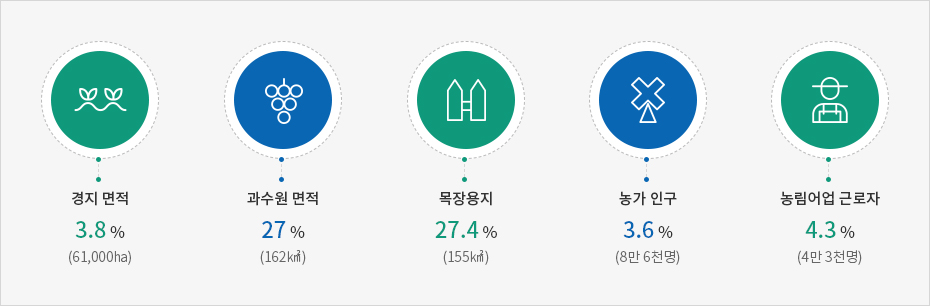 경지 면적
3.8 %
(61,000ha)
과수원 면적
27 %
(162㎢)
목장용지
27.4 %
(155㎢)
농가 인구
3.6 %
(8만 6천명)
농림어업 근로자
4.3 %
(4만 3천명)